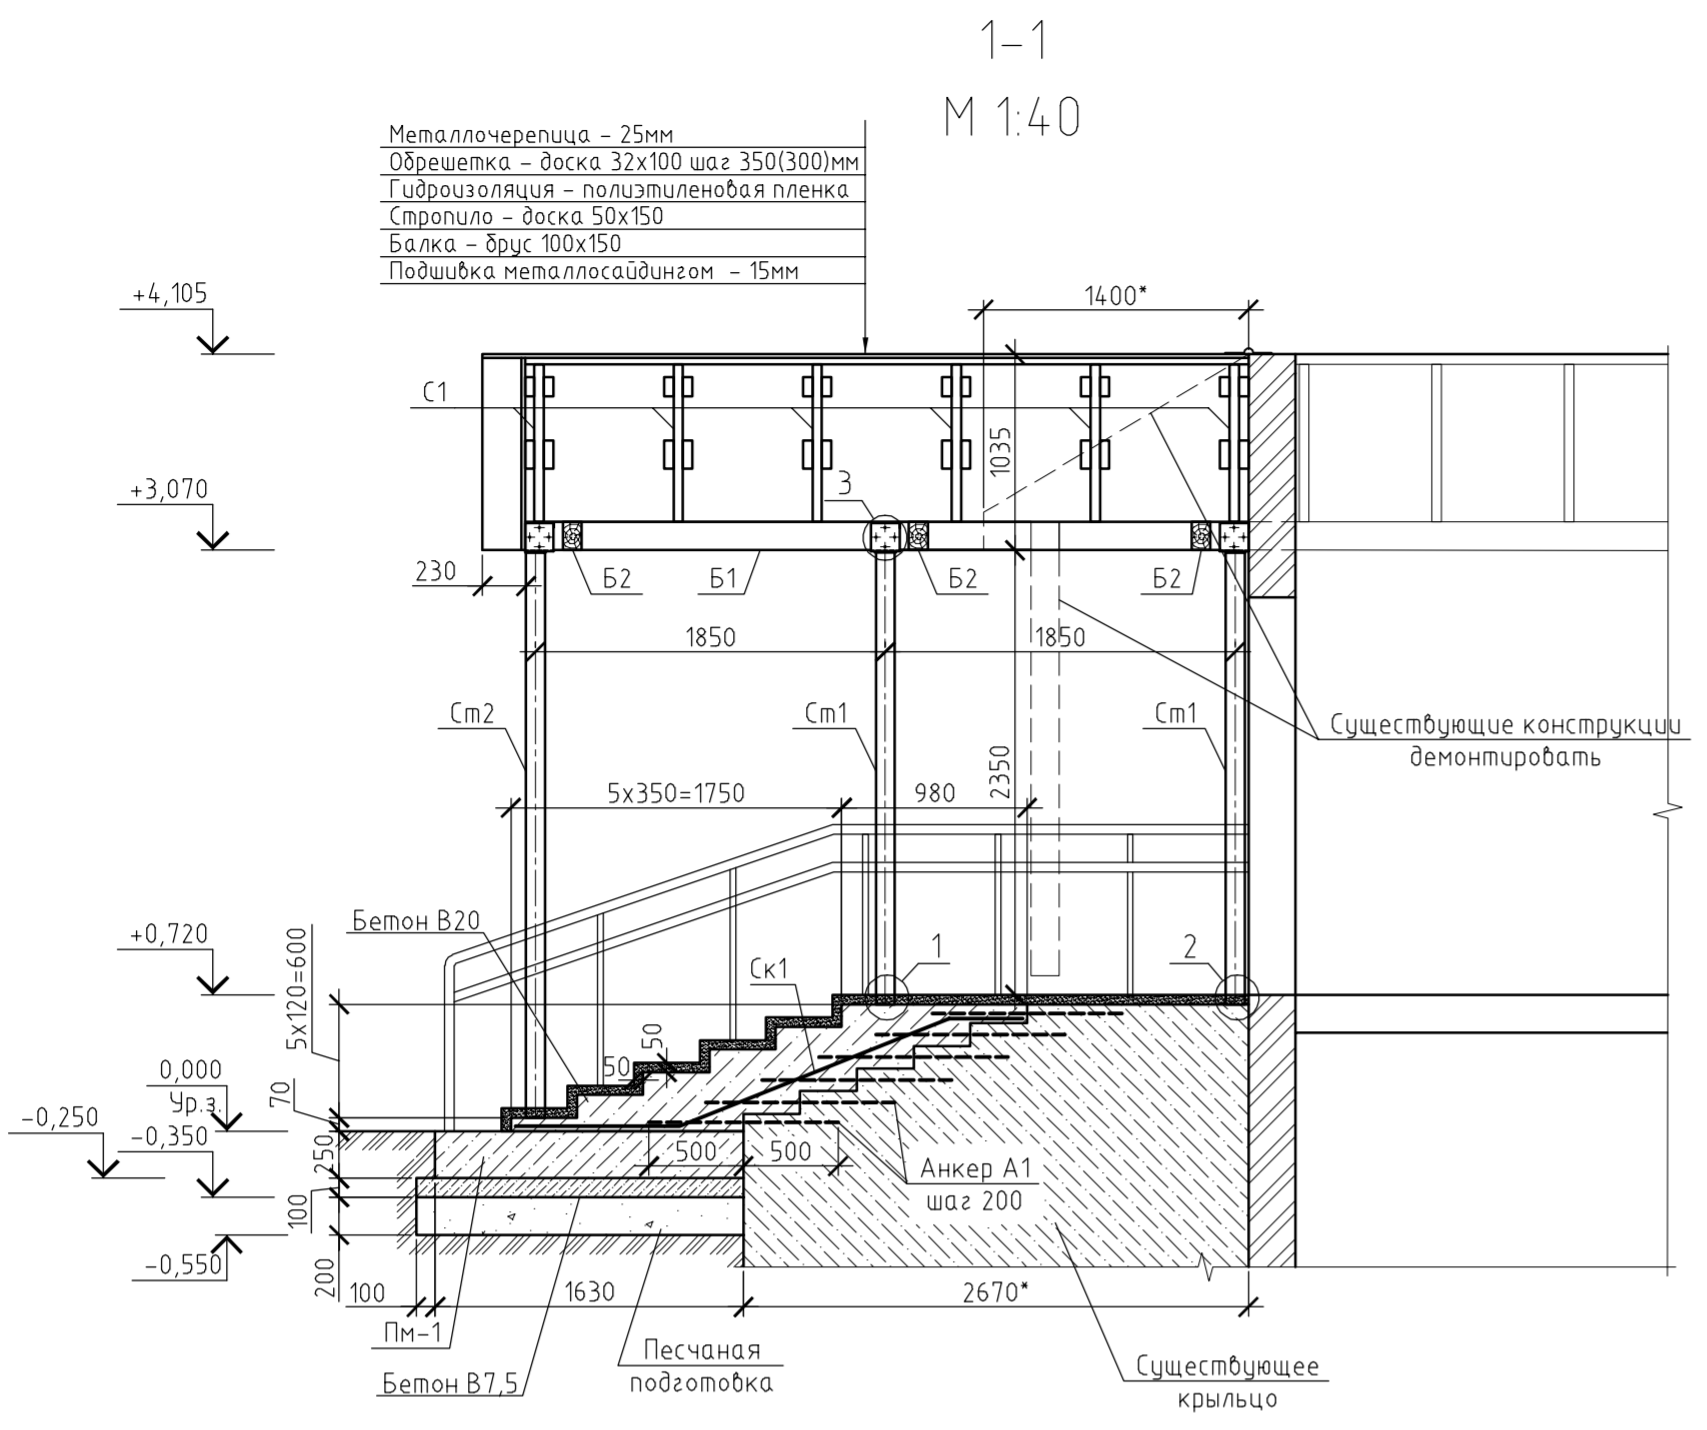 1-1
М 1:40
Металлочерепица - 25мм
Обрешетка - доска 32х100 шаг 350(300)мм
Гидроизоляция - полиэтиленовая пленка
Стропило - доска 50х150
Балка - брус 100х150
Подшивка металлосайдингом - 15мм
+4,105
1400*
С1
1035
3
+3,070
230
Б2
Б1
Б2
Б2
1850
1850
Ст2
Ст1
Ст1
Существующие конструкции
демонтировать
2350
5х350=1750
980
Бетон В20
+0,720
5х120=600
1
2
Ск1
50
50
0,000
Ур.з.
70
-0,250
-0,350
250
500
500
Анкер А1
шаг 200
100
-0,550
200
100
1630
2670*
Пм-1
Песчаная
подготовка
Бетон В7,5
Существующее
крыльцо